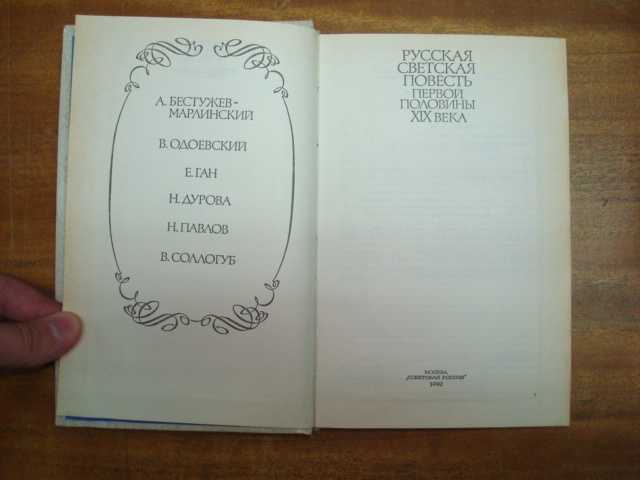 А. БЕСТУЖЕВ-
МАРЛИНСКИЙ
В. ОДОЕВСКИЙ
Е. ГАН
Н. ДУРОВА
Н. ПАВЛОВ
В. СОЛЛОГУБ
РУССКАЯ
СВЕТСКАЯ
ПОВЕСТЬ
ПЕРВОЙ
ПОЛОВИНЫ
XIX ВЕКА
МОСКВА
„СОВЕТСКАЯ РОССИЯ"